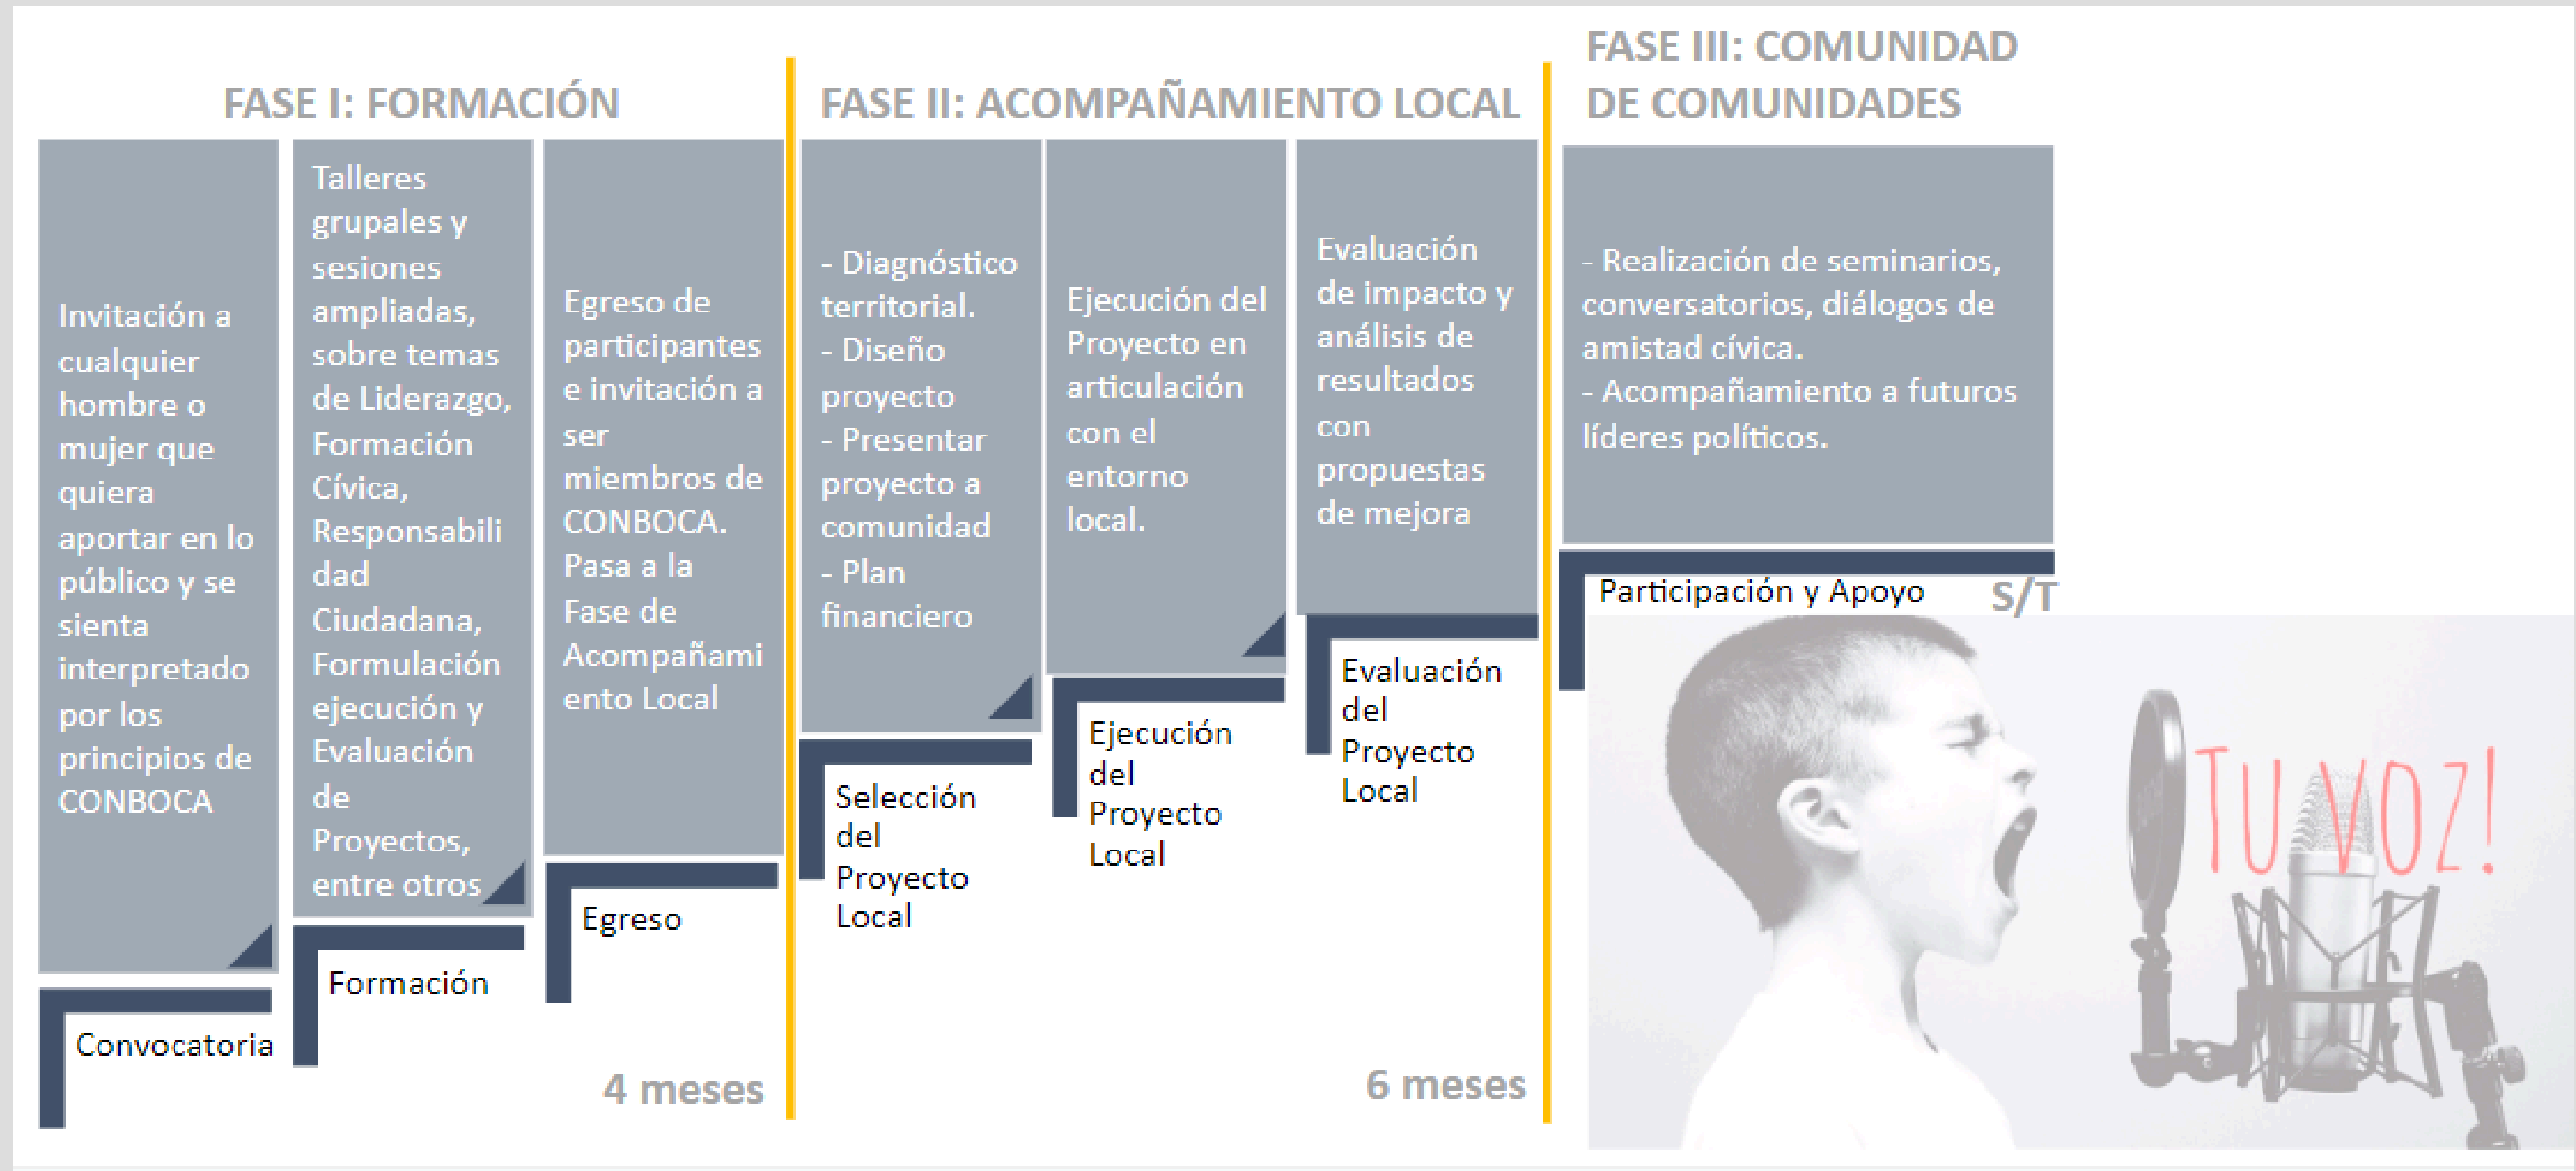 FASE I: FORMACIÓN
Invitación a
cualquier
hombre o
mujer que
quiera
aportar en lo
público y se
sienta
interpretado
por los
principios de
CONBOCA
Convocatoria
Talleres
grupales y
sesiones
ampliadas,
sobre temas
de Liderazgo,
Formación
Cívica,
Responsabili
dad
Ciudadana,
Formulación
ejecución y
Evaluación
de
Proyectos,
entre otros
Formación
Egreso de
participantes
e invitación a
ser
miembros de
CONBOCA.
Pasa a la
Fase de
Acompañami
ento Local
Egreso
4 meses
FASE II: ACOMPAÑAMIENTO LOCAL
- Diagnóstico
territorial.
- Diseño
proyecto
- Presentar
proyecto a
comunidad
- Plan
financiero
Selección
del
Proyecto
Local
Ejecución del
Proyecto en
articulación
con el
entorno
local.
Ejecución
del
Proyecto
Local
Evaluación
de impacto y
análisis de
resultados
con
propuestas
de mejora
Evaluación
del
Proyecto
Local
6 meses
FASE III: COMUNIDAD
DE COMUNIDADES
- Realización de seminarios,
conversatorios, diálogos de
amistad cívica.
- Acompañamiento a futuros
líderes políticos.
Participación y Apoyo
S/T
TU VOZ!